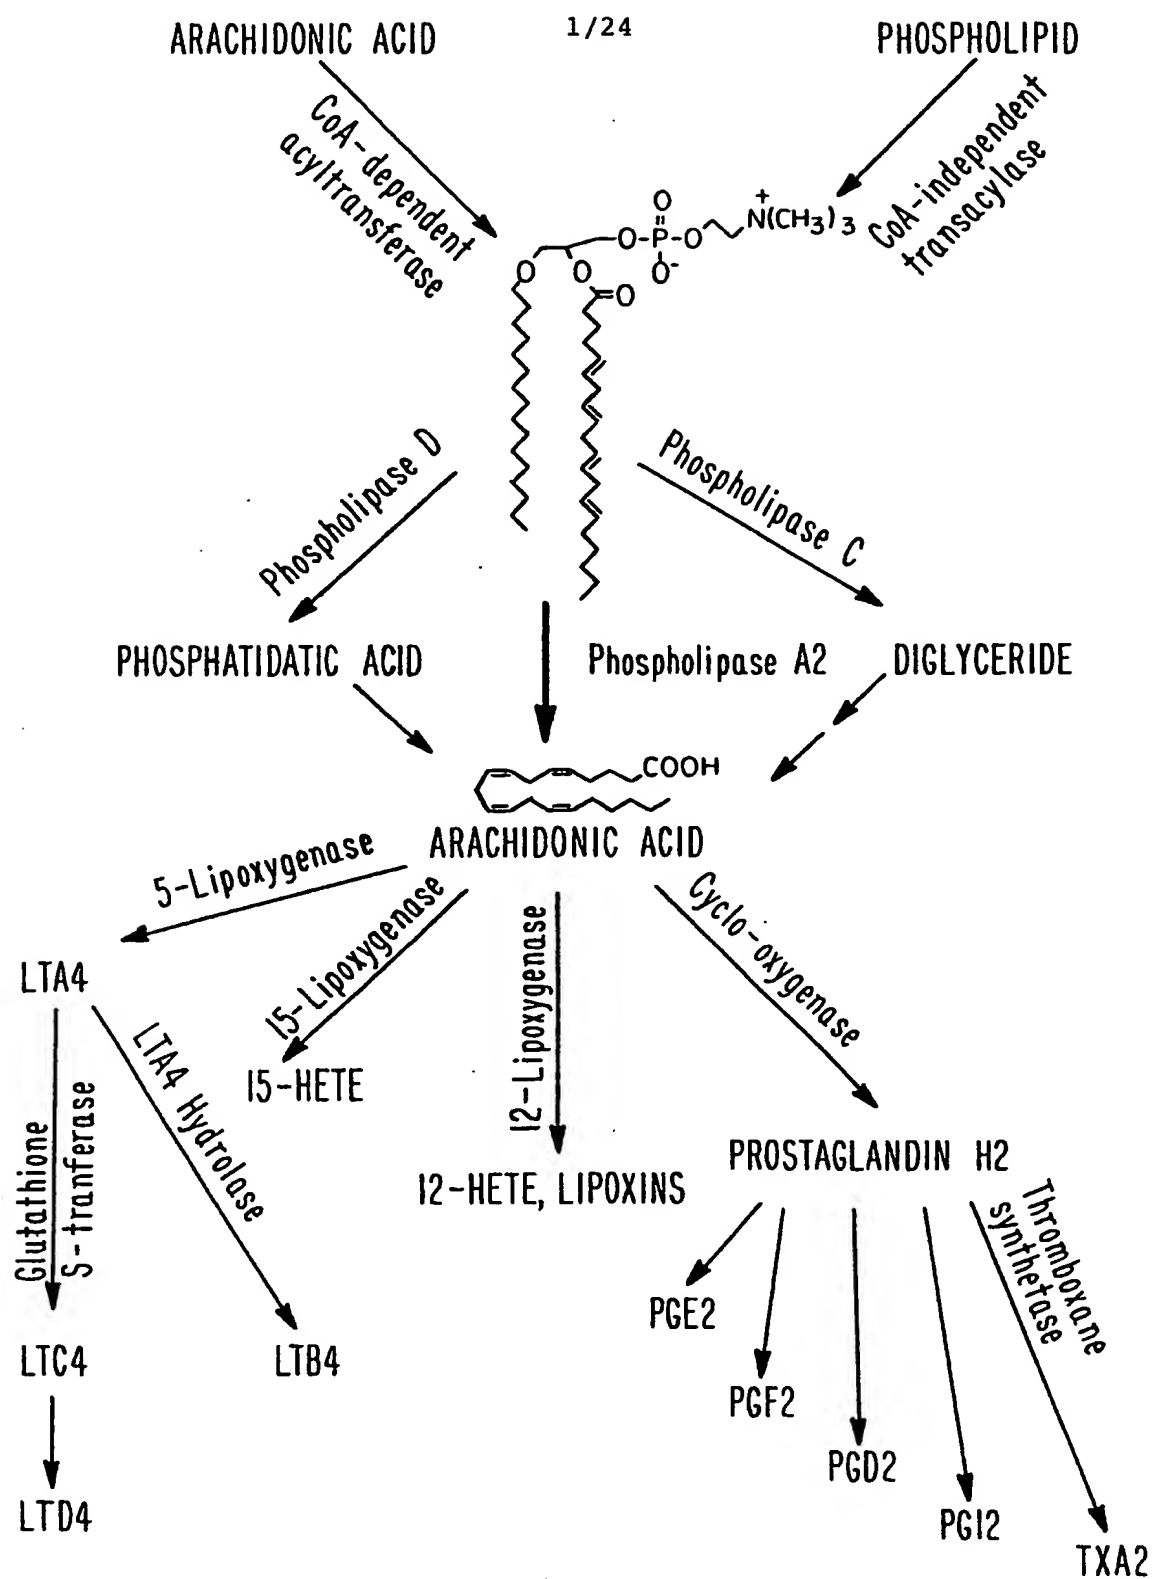 1/24
ARACHIDONIC ACID
PHOSPHOLIPID
CoA-dependent
acyltransferase
CoA-independent
transacylase
O
+
N(CH3)3
O-P-O
O-
O
O
=O
Phospholipase D
Phospholipase C
PHOSPHATIDATIC ACID
Phospholipase A2
DIGLYCERIDE
COOH
ARACHIDONIC ACID
5-Lipoxygenase
15-Lipoxygenase
12-Lipoxygenase
Cyclo-oxygenase
LTA4
LTA4 Hydrolase
Glutathione
S-tranferase
15-HETE
12-HETE, LIPOXINS
PROSTAGLANDIN H2
Thromboxane
synthetase
PGE2
LTC4
LTB4
PGF2
PGD2
LTD4
PGI2
TXA2